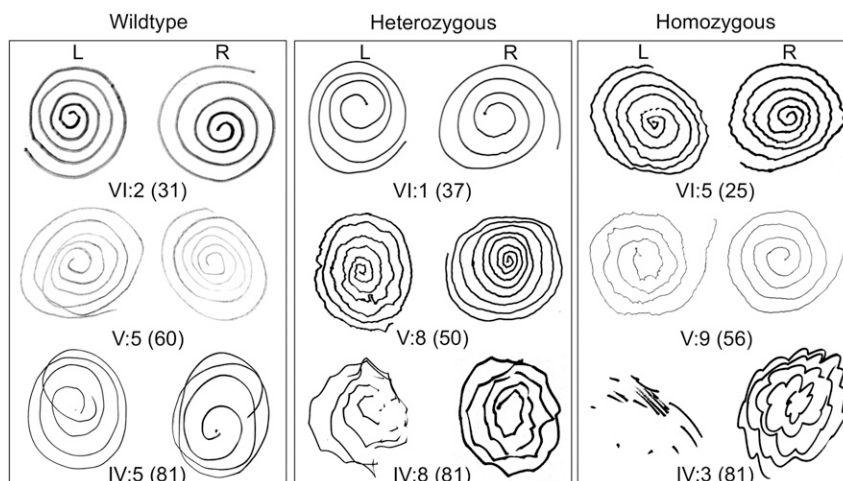 Wildtype Heterozygous Homozygous
L R L R L R
VI:2 (31) VI:1 (37) VI:5 (25)
V:5 (60) V:8 (50) V:9 (56)
IV:5 (81) IV:8 (81) IV:3 (81)